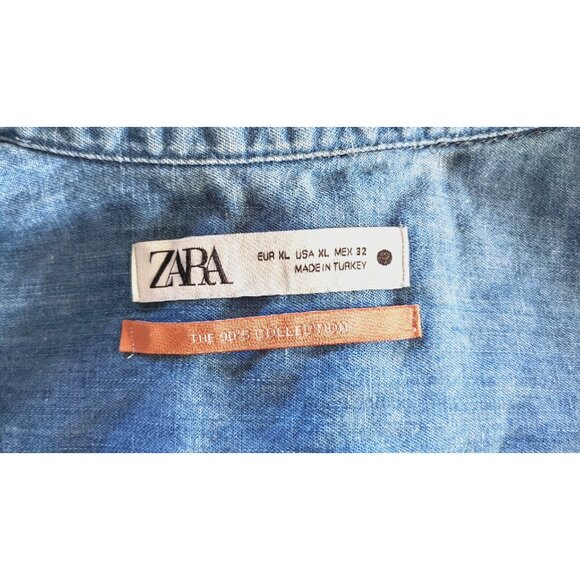 ZARA
EUR XL USA XL MEX 32
MADE IN TURKEY
THE 90'S COLLECTION